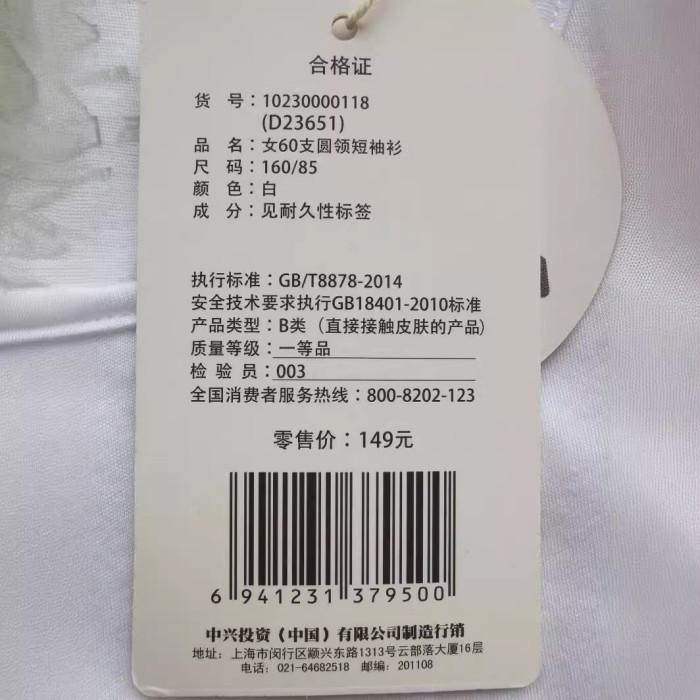 合格证
货 号：10230000118
(D23651)
品 名：女60支圆领短袖衫
尺 码：160/85
颜 色：白
成 分：见耐久性标签
执行标准：GB/T8878-2014
安全技术要求执行GB18401-2010标准
产品类型：B类（直接接触皮肤的产品）
质量等级：一等品
检 验 员：003
全国消费者服务热线：800-8202-123
零售价：149元
6 941231 379500
中兴投资（中国）有限公司制造行销
地址：上海市闵行区顾兴东路1313号云部落大厦16层
电话：021-64682518 邮编：201108